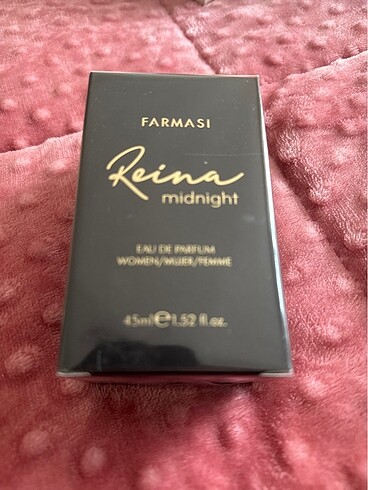 FARMASI
Reina
midnight
EAU DE PARFUM
WOMEN/MUJER/FEMME
45ml℮1.52 fl.oz.